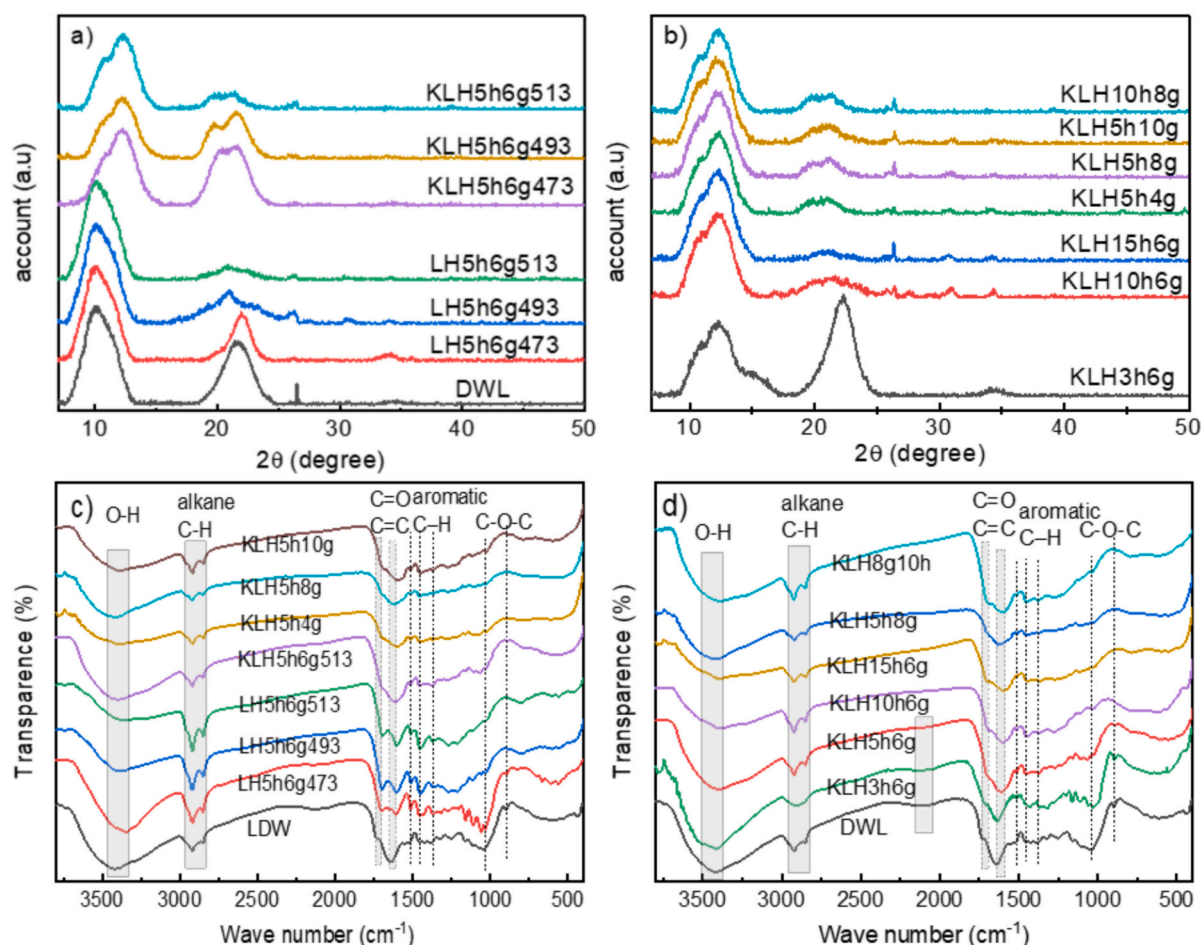 a)
KLH5h6g513
KLH5h6g493
KLH5h6g473
LH5h6g513
LH5h6g493
LH5h6g473
DWL
account (a.u)
10 20 30 40 50
2θ (degree)
b)
KLH10h8g
KLH5h10g
KLH5h8g
KLH5h4g
KLH15h6g
KLH10h6g
KLH3h6g
account (a.u)
10 20 30 40 50
2θ (degree)
c)
O-H
alkane
C-H
C=O
C=C
aromatic
C–H
C-O-C
KLH5h10g
KLH5h8g
KLH5h4g
KLH5h6g513
LH5h6g513
LH5h6g493
LH5h6g473
LDW
Transparence (%)
3500 3000 2500 2000 1500 1000 500
Wave number (cm⁻¹)
d)
O-H
alkane
C-H
C=O
C=C
aromatic
C–H
C-O-C
KLH8g10h
KLH5h8g
KLH15h6g
KLH10h6g
KLH5h6g
KLH3h6g
DWL
Transparence (%)
3500 3000 2500 2000 1500 1000 500
Wave number (cm⁻¹)